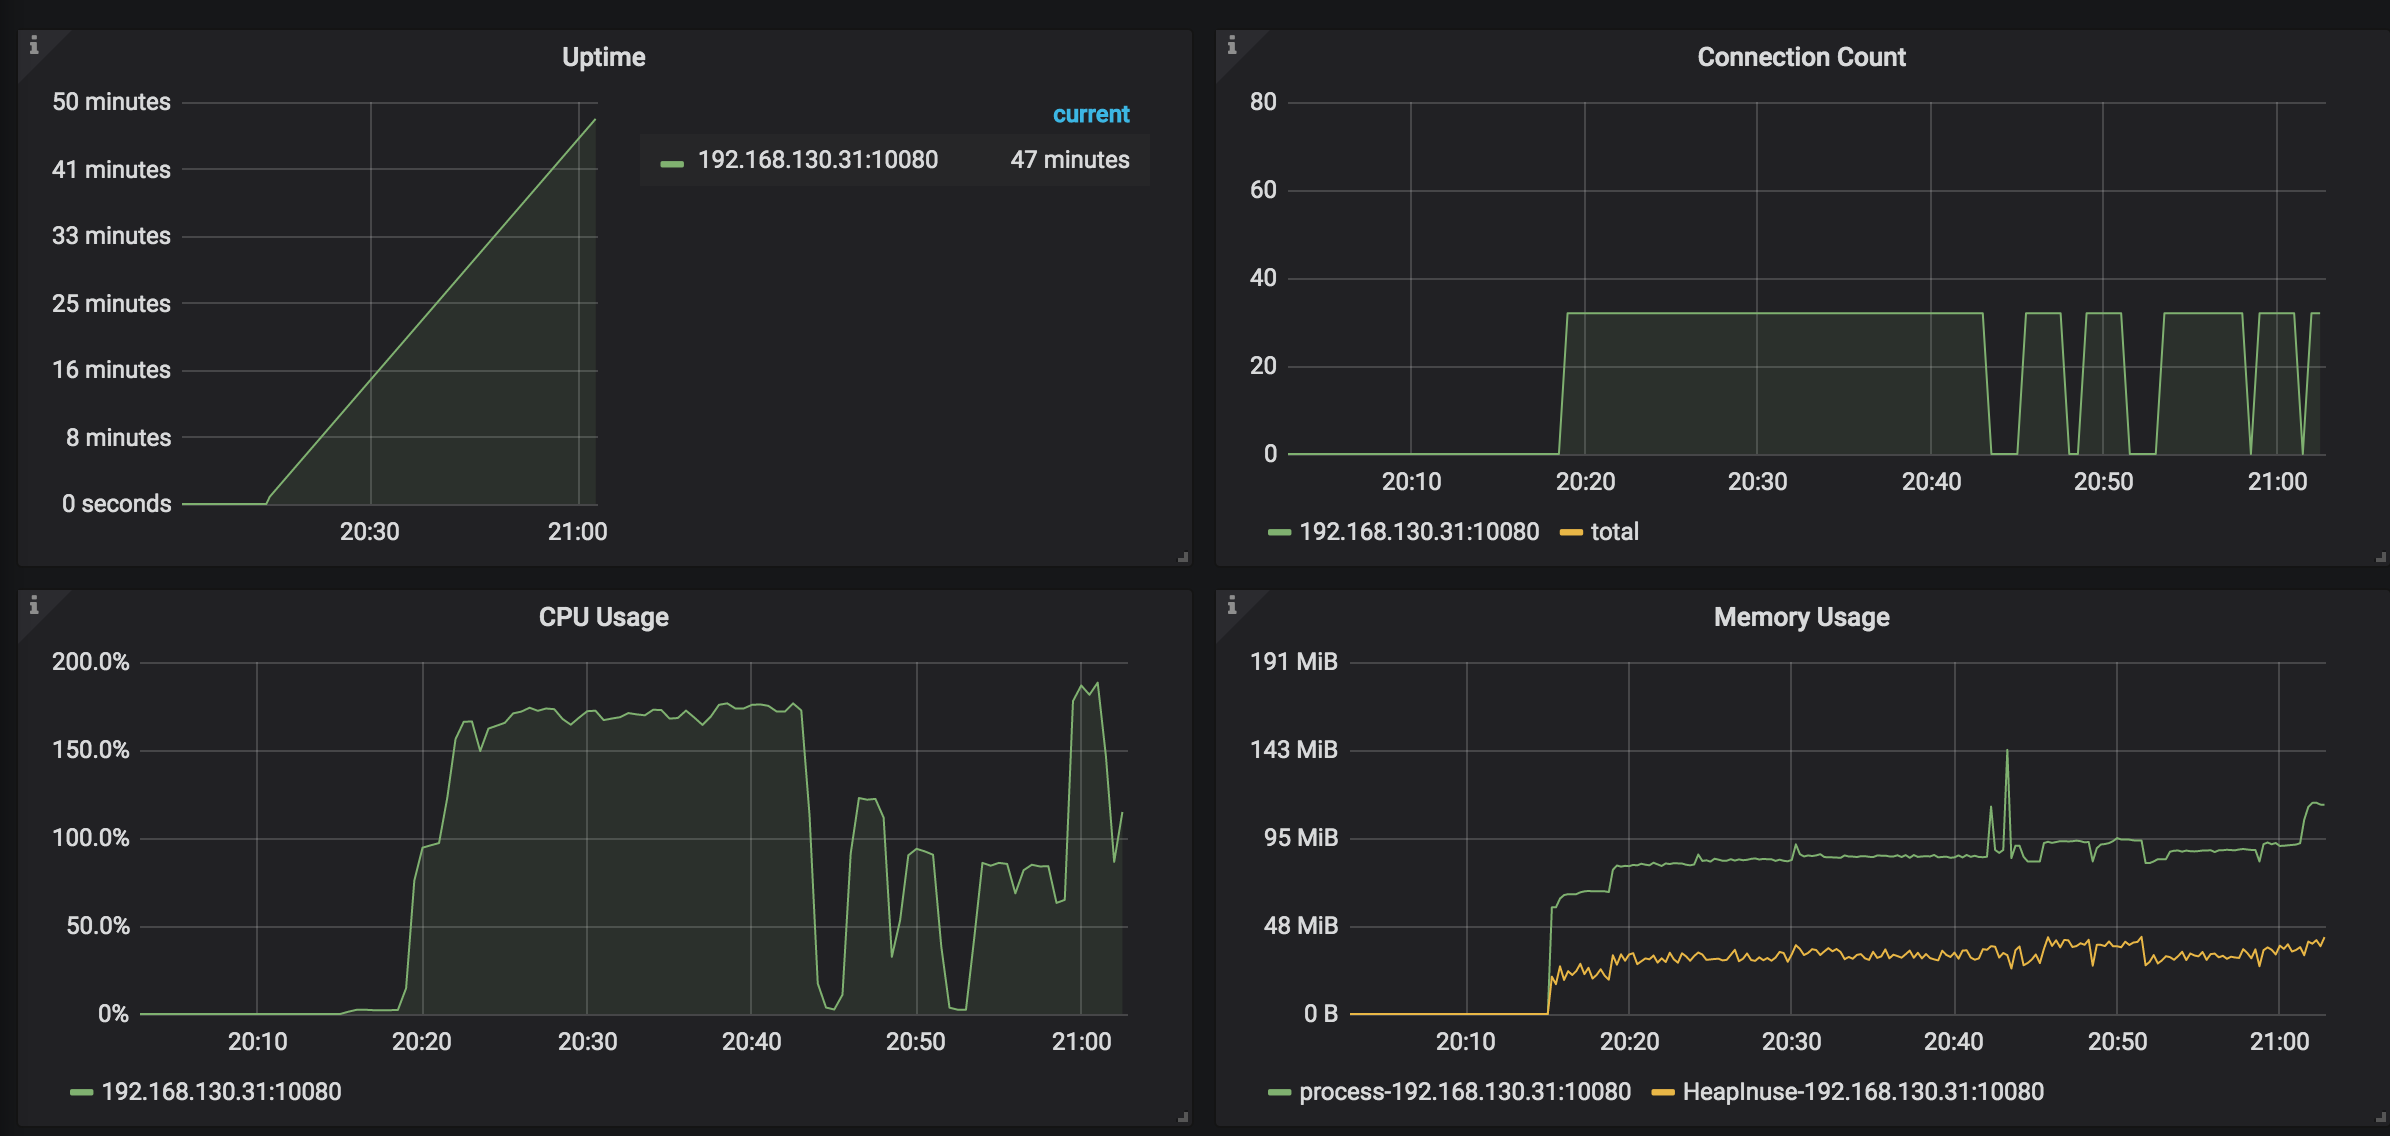 Uptime
50 minutes
41 minutes
33 minutes
25 minutes
16 minutes
8 minutes
0 seconds
20:30 21:00
current
192.168.130.31:10080 47 minutes
Connection Count
80
60
40
20
0
20:10 20:20 20:30 20:40 20:50 21:00
192.168.130.31:10080 total
CPU Usage
200.0%
150.0%
100.0%
50.0%
0%
20:10 20:20 20:30 20:40 20:50 21:00
192.168.130.31:10080
Memory Usage
191 MiB
143 MiB
95 MiB
48 MiB
0 B
20:10 20:20 20:30 20:40 20:50 21:00
process-192.168.130.31:10080 HeapInuse-192.168.130.31:10080